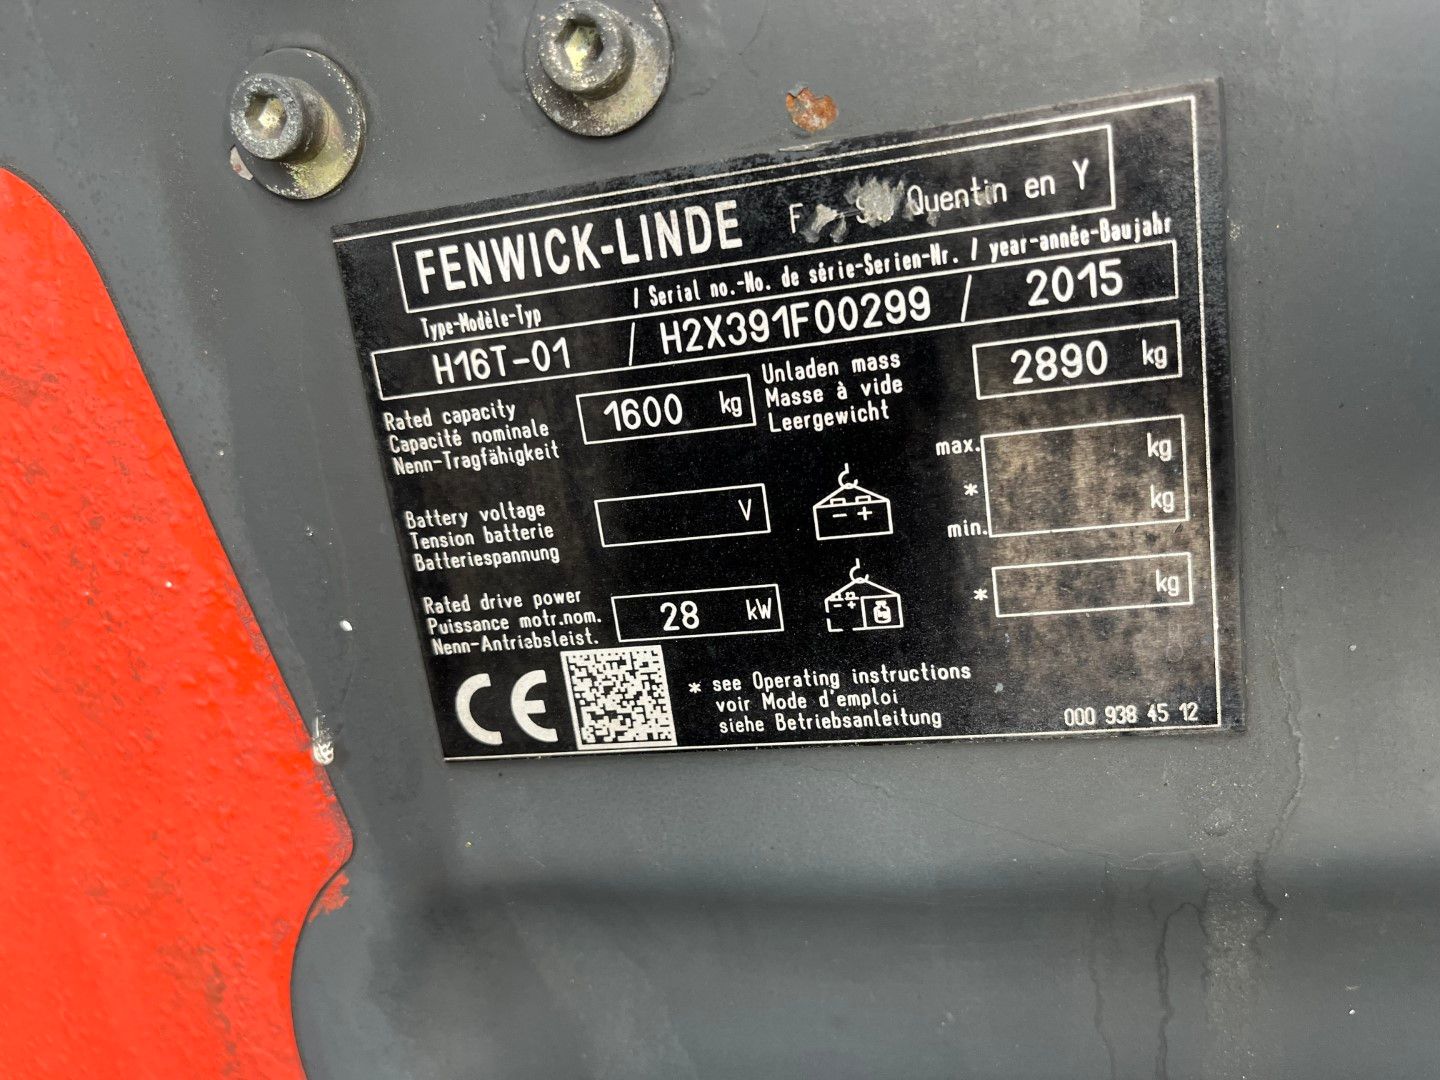 FENWICK-LINDE F Quentin en Y
Type-Modèle-Typ / Serial no.-No. de série-Serien-Nr. / year-année-Baujahr
H16T-01 / H2X391F00299 / 2015
Rated capacity
Capacité nominale
Nenn-Tragfähigkeit
1600 kg
Unladen mass
Masse à vide
Leergewicht
2890 kg
Battery voltage
Tension batterie
Batteriespannung
V
- +
max. kg
* kg
min.
Rated drive power
Puissance motr.nom.
Nenn-Antriebsleist.
28 kW
- +
* kg
CE
* see Operating instructions
voir Mode d'emploi
siehe Betriebsanleitung
000 938 45 12